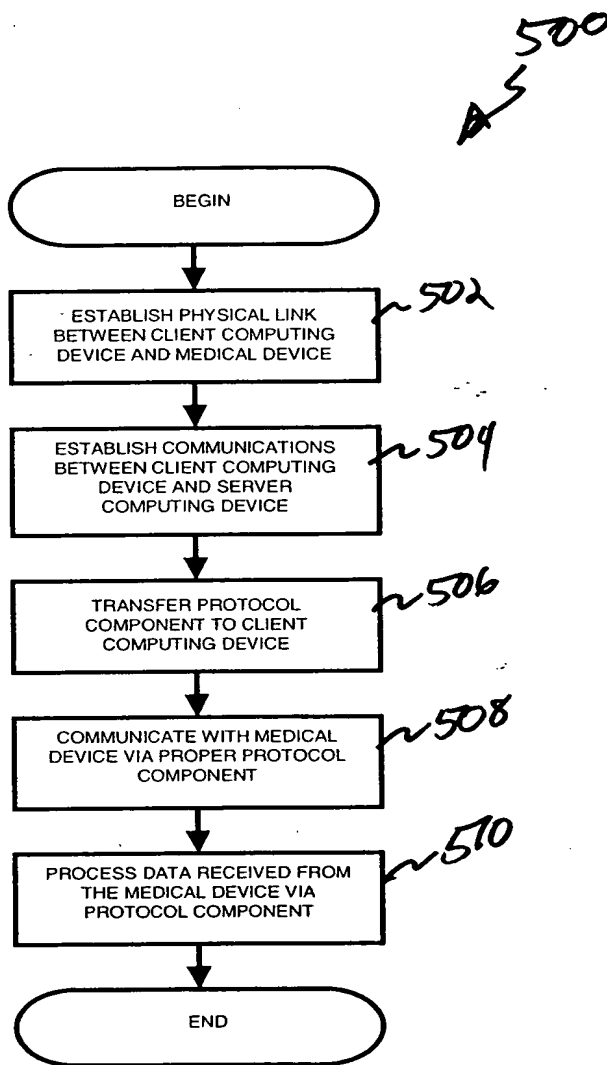 500
BEGIN
ESTABLISH PHYSICAL LINK
BETWEEN CLIENT COMPUTING
DEVICE AND MEDICAL DEVICE
502
ESTABLISH COMMUNICATIONS
BETWEEN CLIENT COMPUTING
DEVICE AND SERVER
COMPUTING DEVICE
504
TRANSFER PROTOCOL
COMPONENT TO CLIENT
COMPUTING DEVICE
506
COMMUNICATE WITH MEDICAL
DEVICE VIA PROPER PROTOCOL
COMPONENT
508
PROCESS DATA RECEIVED FROM
THE MEDICAL DEVICE VIA
PROTOCOL COMPONENT
510
END